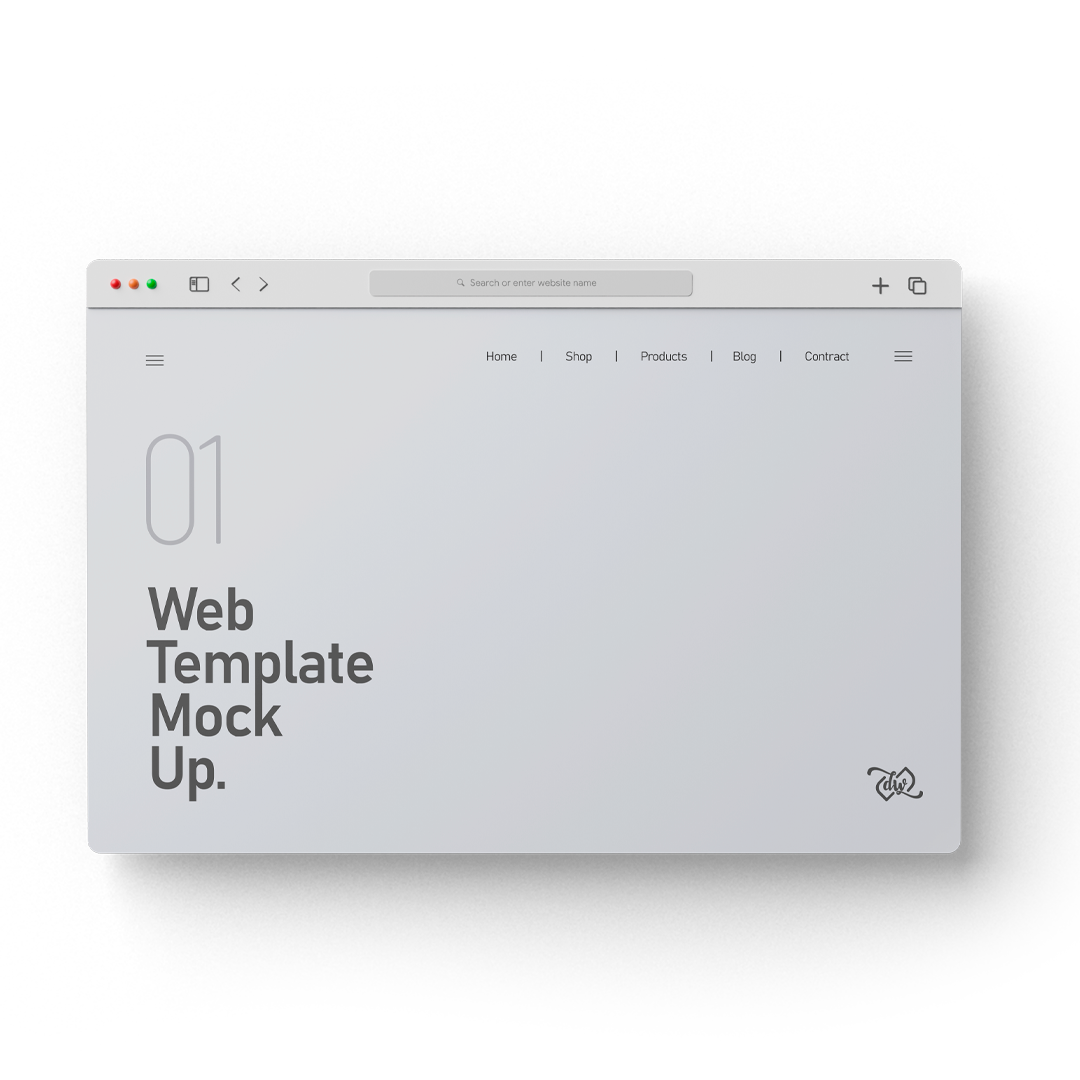 Search or enter website name
Home | Shop | Products | Blog | Contract
01
Web
Template
Mock
Up.
dw